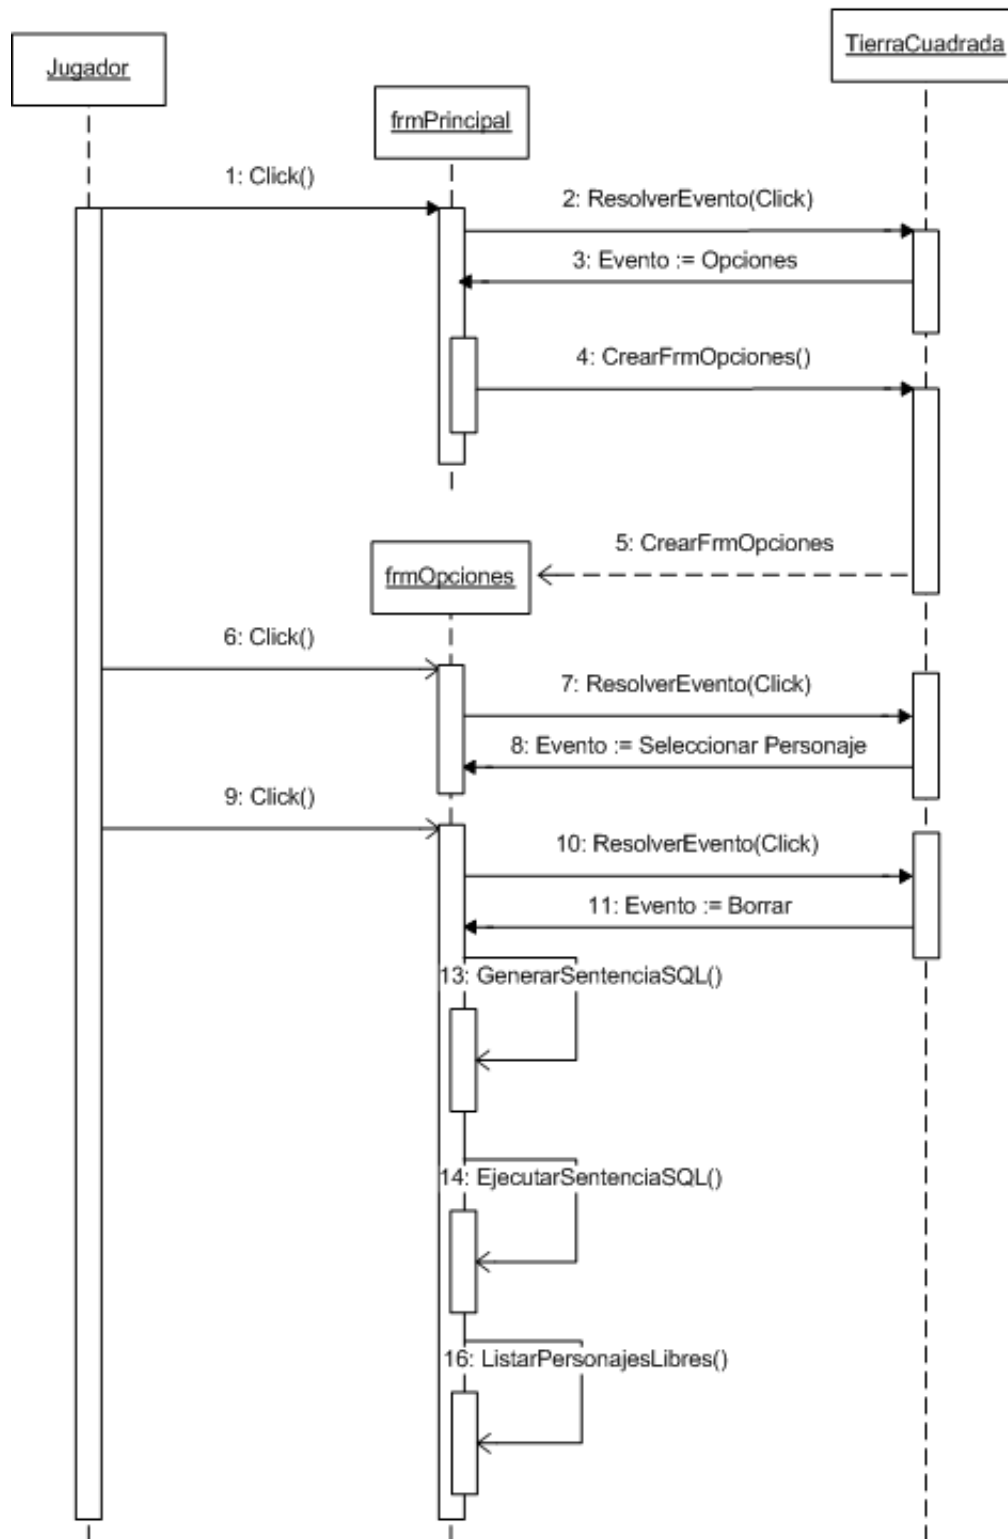 TierraCuadrada
Jugador
frmPrincipal
1: Click()
2: ResolverEvento(Click)
3: Evento := Opciones
4: CrearFrmOpciones()
5: CrearFrmOpciones
frmOpciones
6: Click()
7: ResolverEvento(Click)
8: Evento := Seleccionar Personaje
9: Click()
10: ResolverEvento(Click)
11: Evento := Borrar
13: GenerarSentenciaSQL()
14: EjecutarSentenciaSQL()
16: ListarPersonajesLibres()